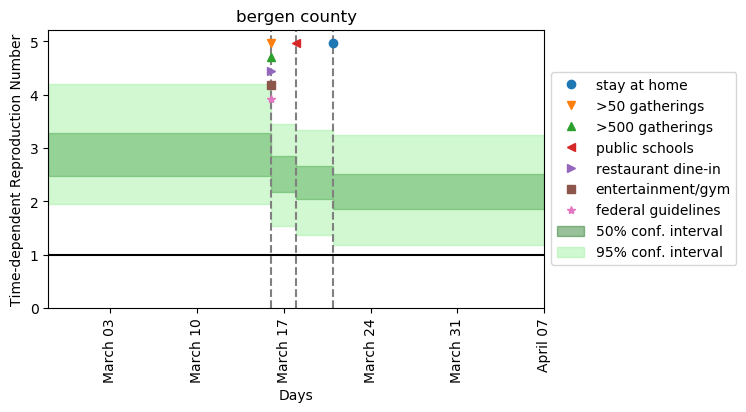 bergen county
Time-dependent Reproduction Number
5
4
3
2
1
0
March 03
March 10
March 17
March 24
March 31
April 07
Days
stay at home
>50 gatherings
>500 gatherings
public schools
restaurant dine-in
entertainment/gym
federal guidelines
50% conf. interval
95% conf. interval